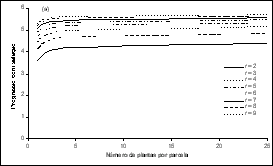 (a)
6
5
4
3
2
1
0
0
5
10
15
20
25
Número de plantas por parcela
r = 2
r = 3
r = 4
r = 5
r = 6
r = 7
r = 8
r = 9